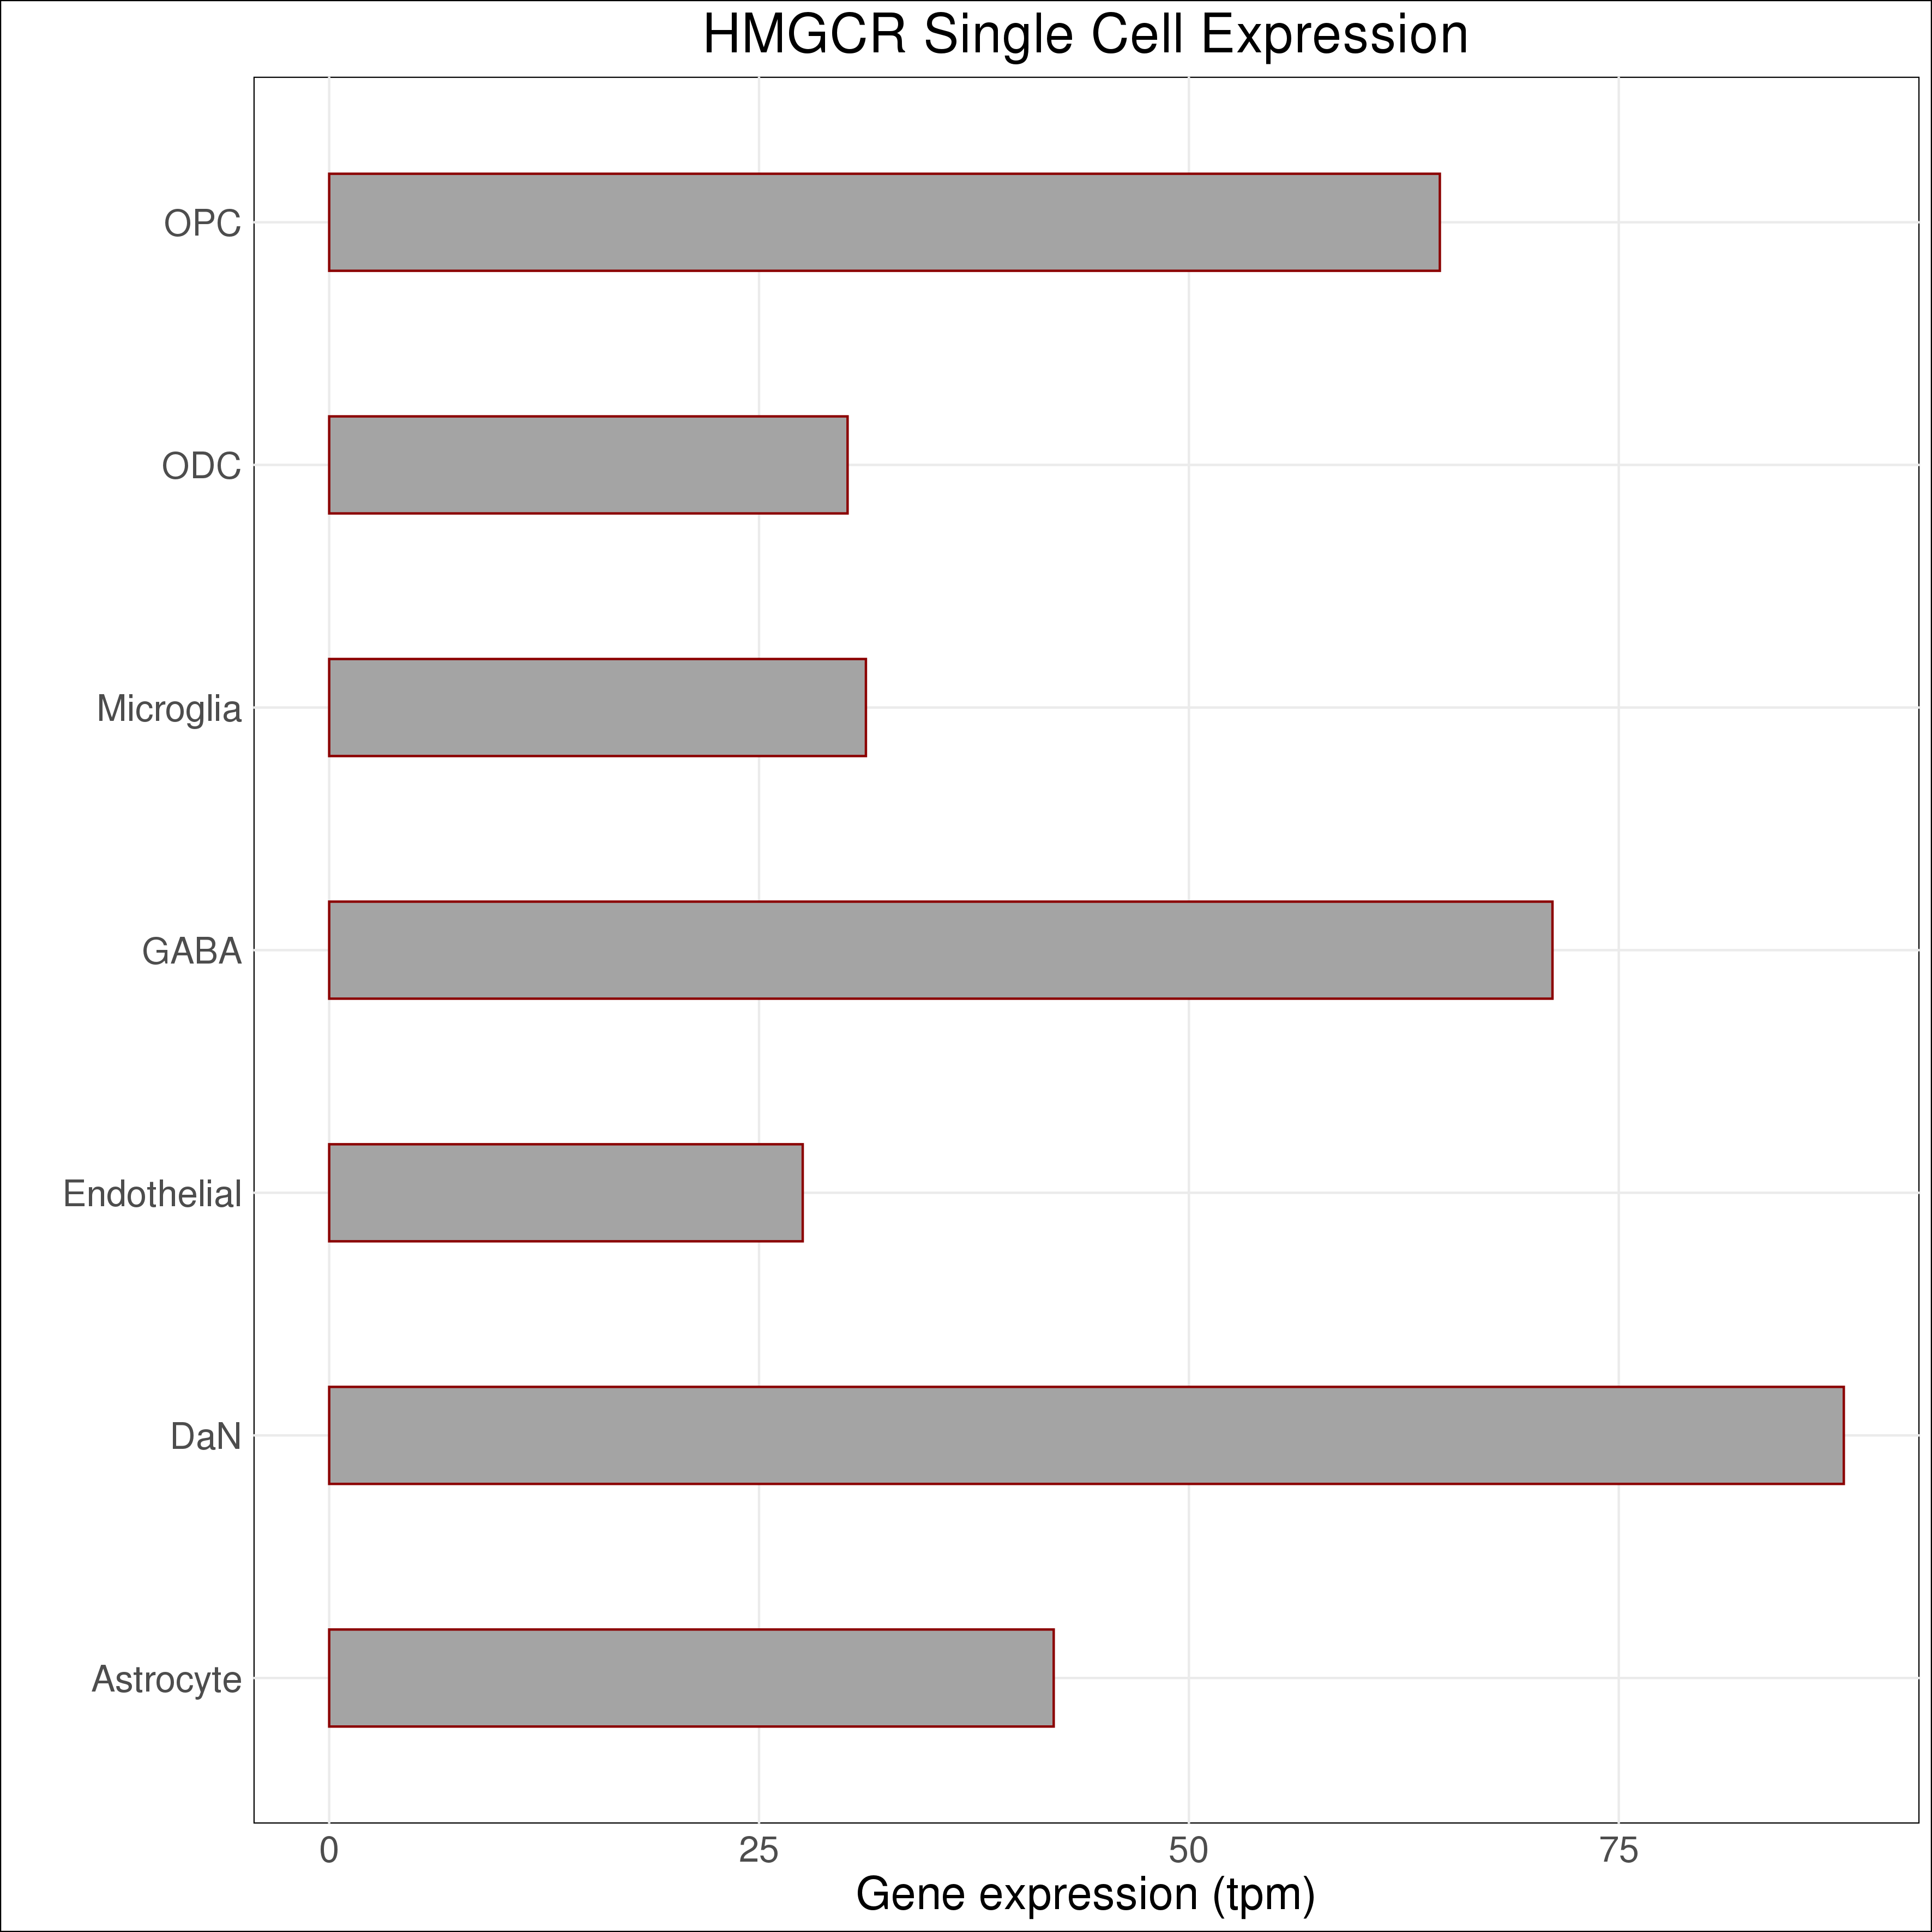 HMGCR Single Cell Expression
OPC
ODC
Microglia
GABA
Endothelial
DaN
Astrocyte
0 25 50 75
Gene expression (tpm)